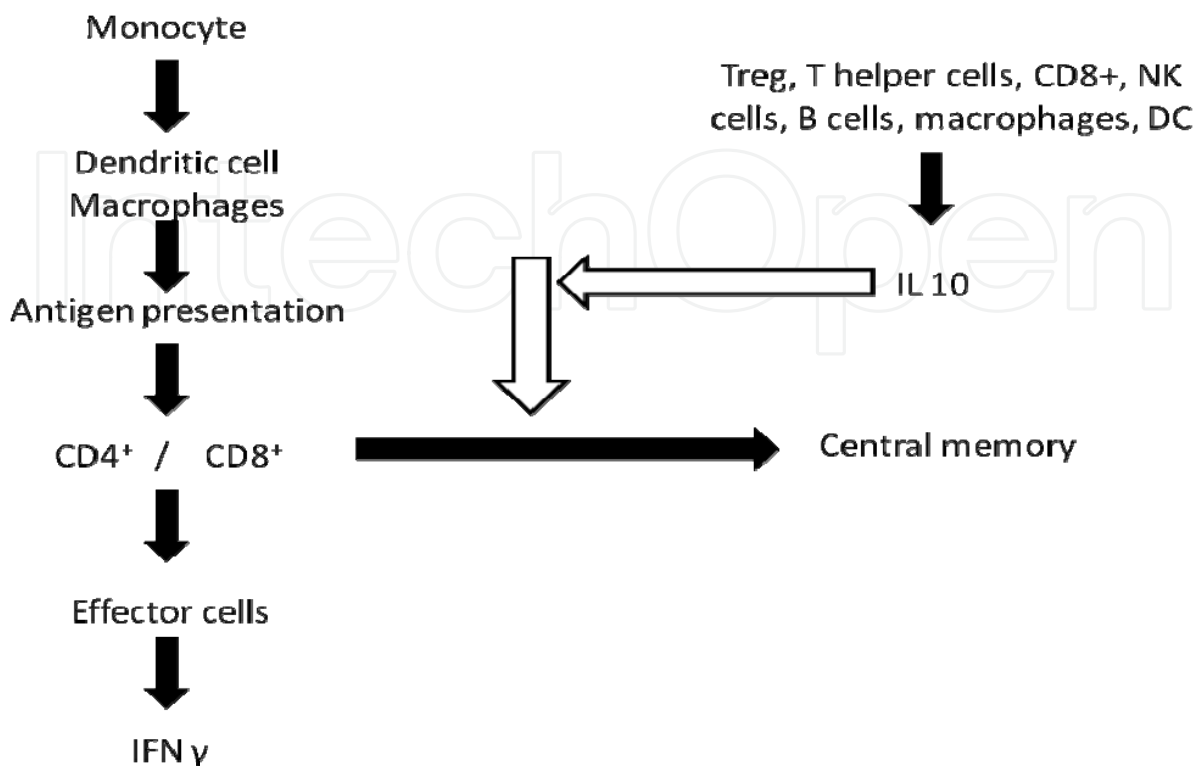 Monocyte
Treg, T helper cells, CD8+, NK
cells, B cells, macrophages, DC
Dendritic cell
Macrophages
IntechOpen
IL 10
Antigen presentation
CD4⁺ / CD8⁺
Central memory
Effector cells
IFN γ